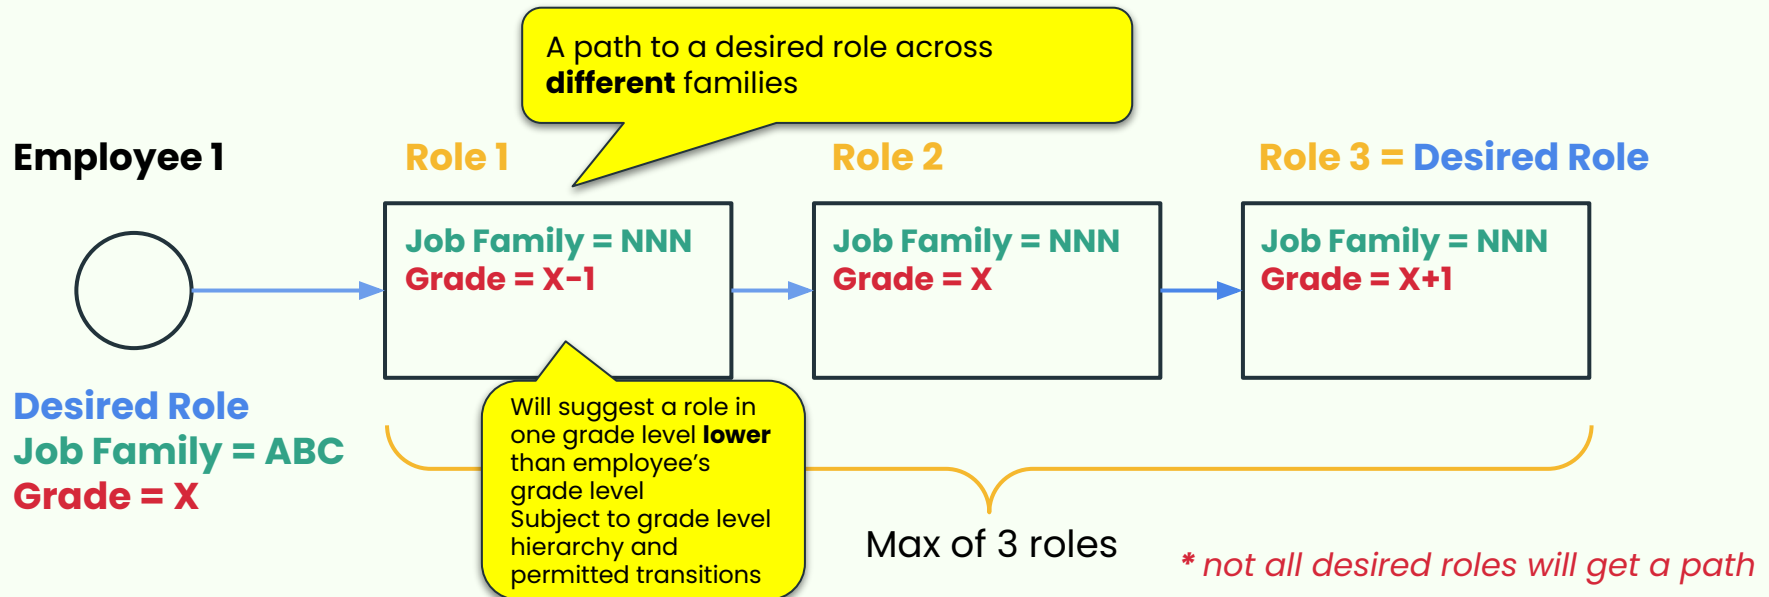 A path to a desired role across
different families
Employee 1
Role 1
Role 2
Role 3 = Desired Role
Job Family = NNN
Grade = X-1
Job Family = NNN
Grade = X
Job Family = NNN
Grade = X+1
Desired Role
Job Family = ABC
Grade = X
Will suggest a role in
one grade level lower
than employee's
grade level
Subject to grade level
hierarchy and
permitted transitions
Max of 3 roles
* not all desired roles will get a path